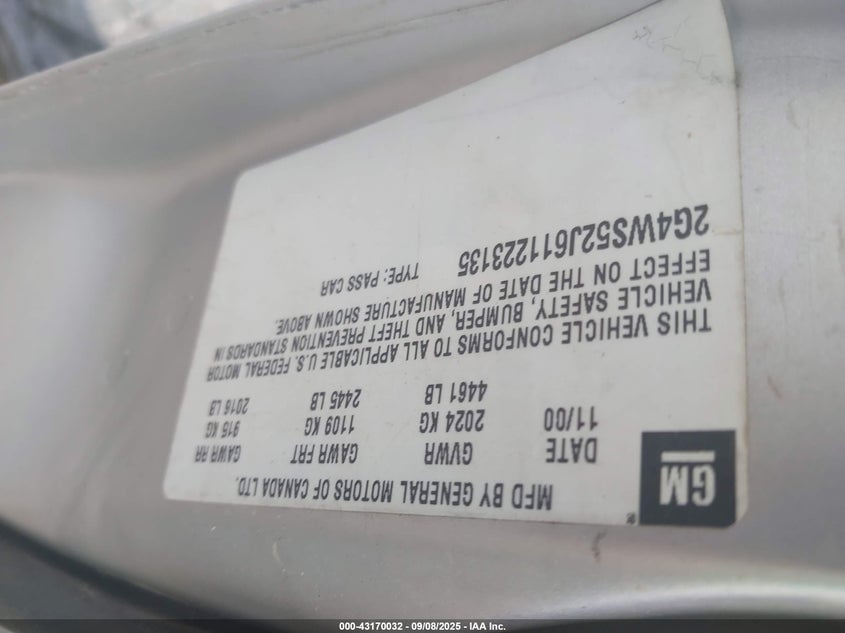 GM
MFD BY GENERAL MOTORS OF CANADA LTD.
DATE GVWR GAWR FRT GAWR RR
11/00 2024 KG 1109 KG 915 KG
4461 LB 2445 LB 2016 LB
THIS VEHICLE CONFORMS TO ALL APPLICABLE U.S. FEDERAL MOTOR
VEHICLE SAFETY, BUMPER, AND THEFT PREVENTION STANDARDS IN
EFFECT ON THE DATE OF MANUFACTURE SHOWN ABOVE.
2G4WS52J611223135 TYPE: PASS CAR
000-43170032 - 09/08/2025 - IAA Inc.